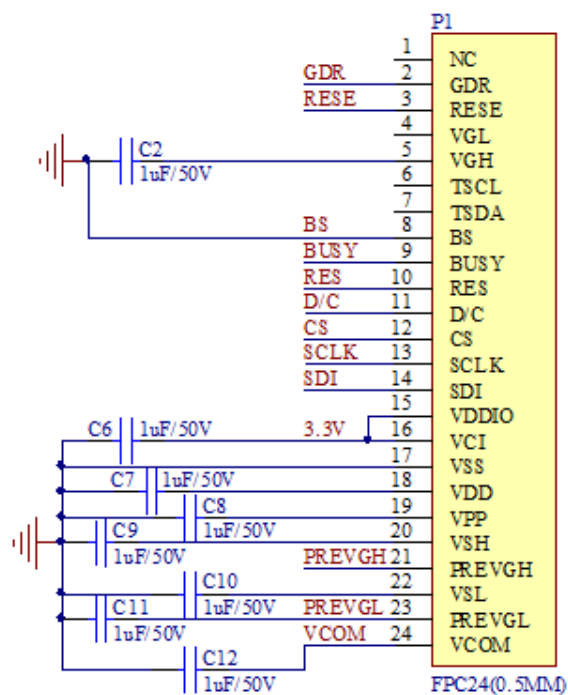 P1
1 NC
GDR 2 GDR
RESE 3 RESE
4 VGL
C2 5 VGH
1uF/50V
6 TSCL
7 TSDA
BS 8 BS
BUSY 9 BUSY
RES 10 RES
D/C 11 D/C
CS 12 CS
SCLK 13 SCLK
SDI 14 SDI
15 VDDIO
C6 1uF/50V 3.3V 16 VCI
17 VSS
C7 1uF/50V 18 VDD
C8 19 VPP
1uF/50V
C9 20 VSH
1uF/50V
PREVGH 21 PREVGH
C10 22 VSL
1uF/50V
C11 PREVGL 23 PREVGL
1uF/50V
VCOM 24 VCOM
C12
1uF/50V
FPC24(0.5MM)